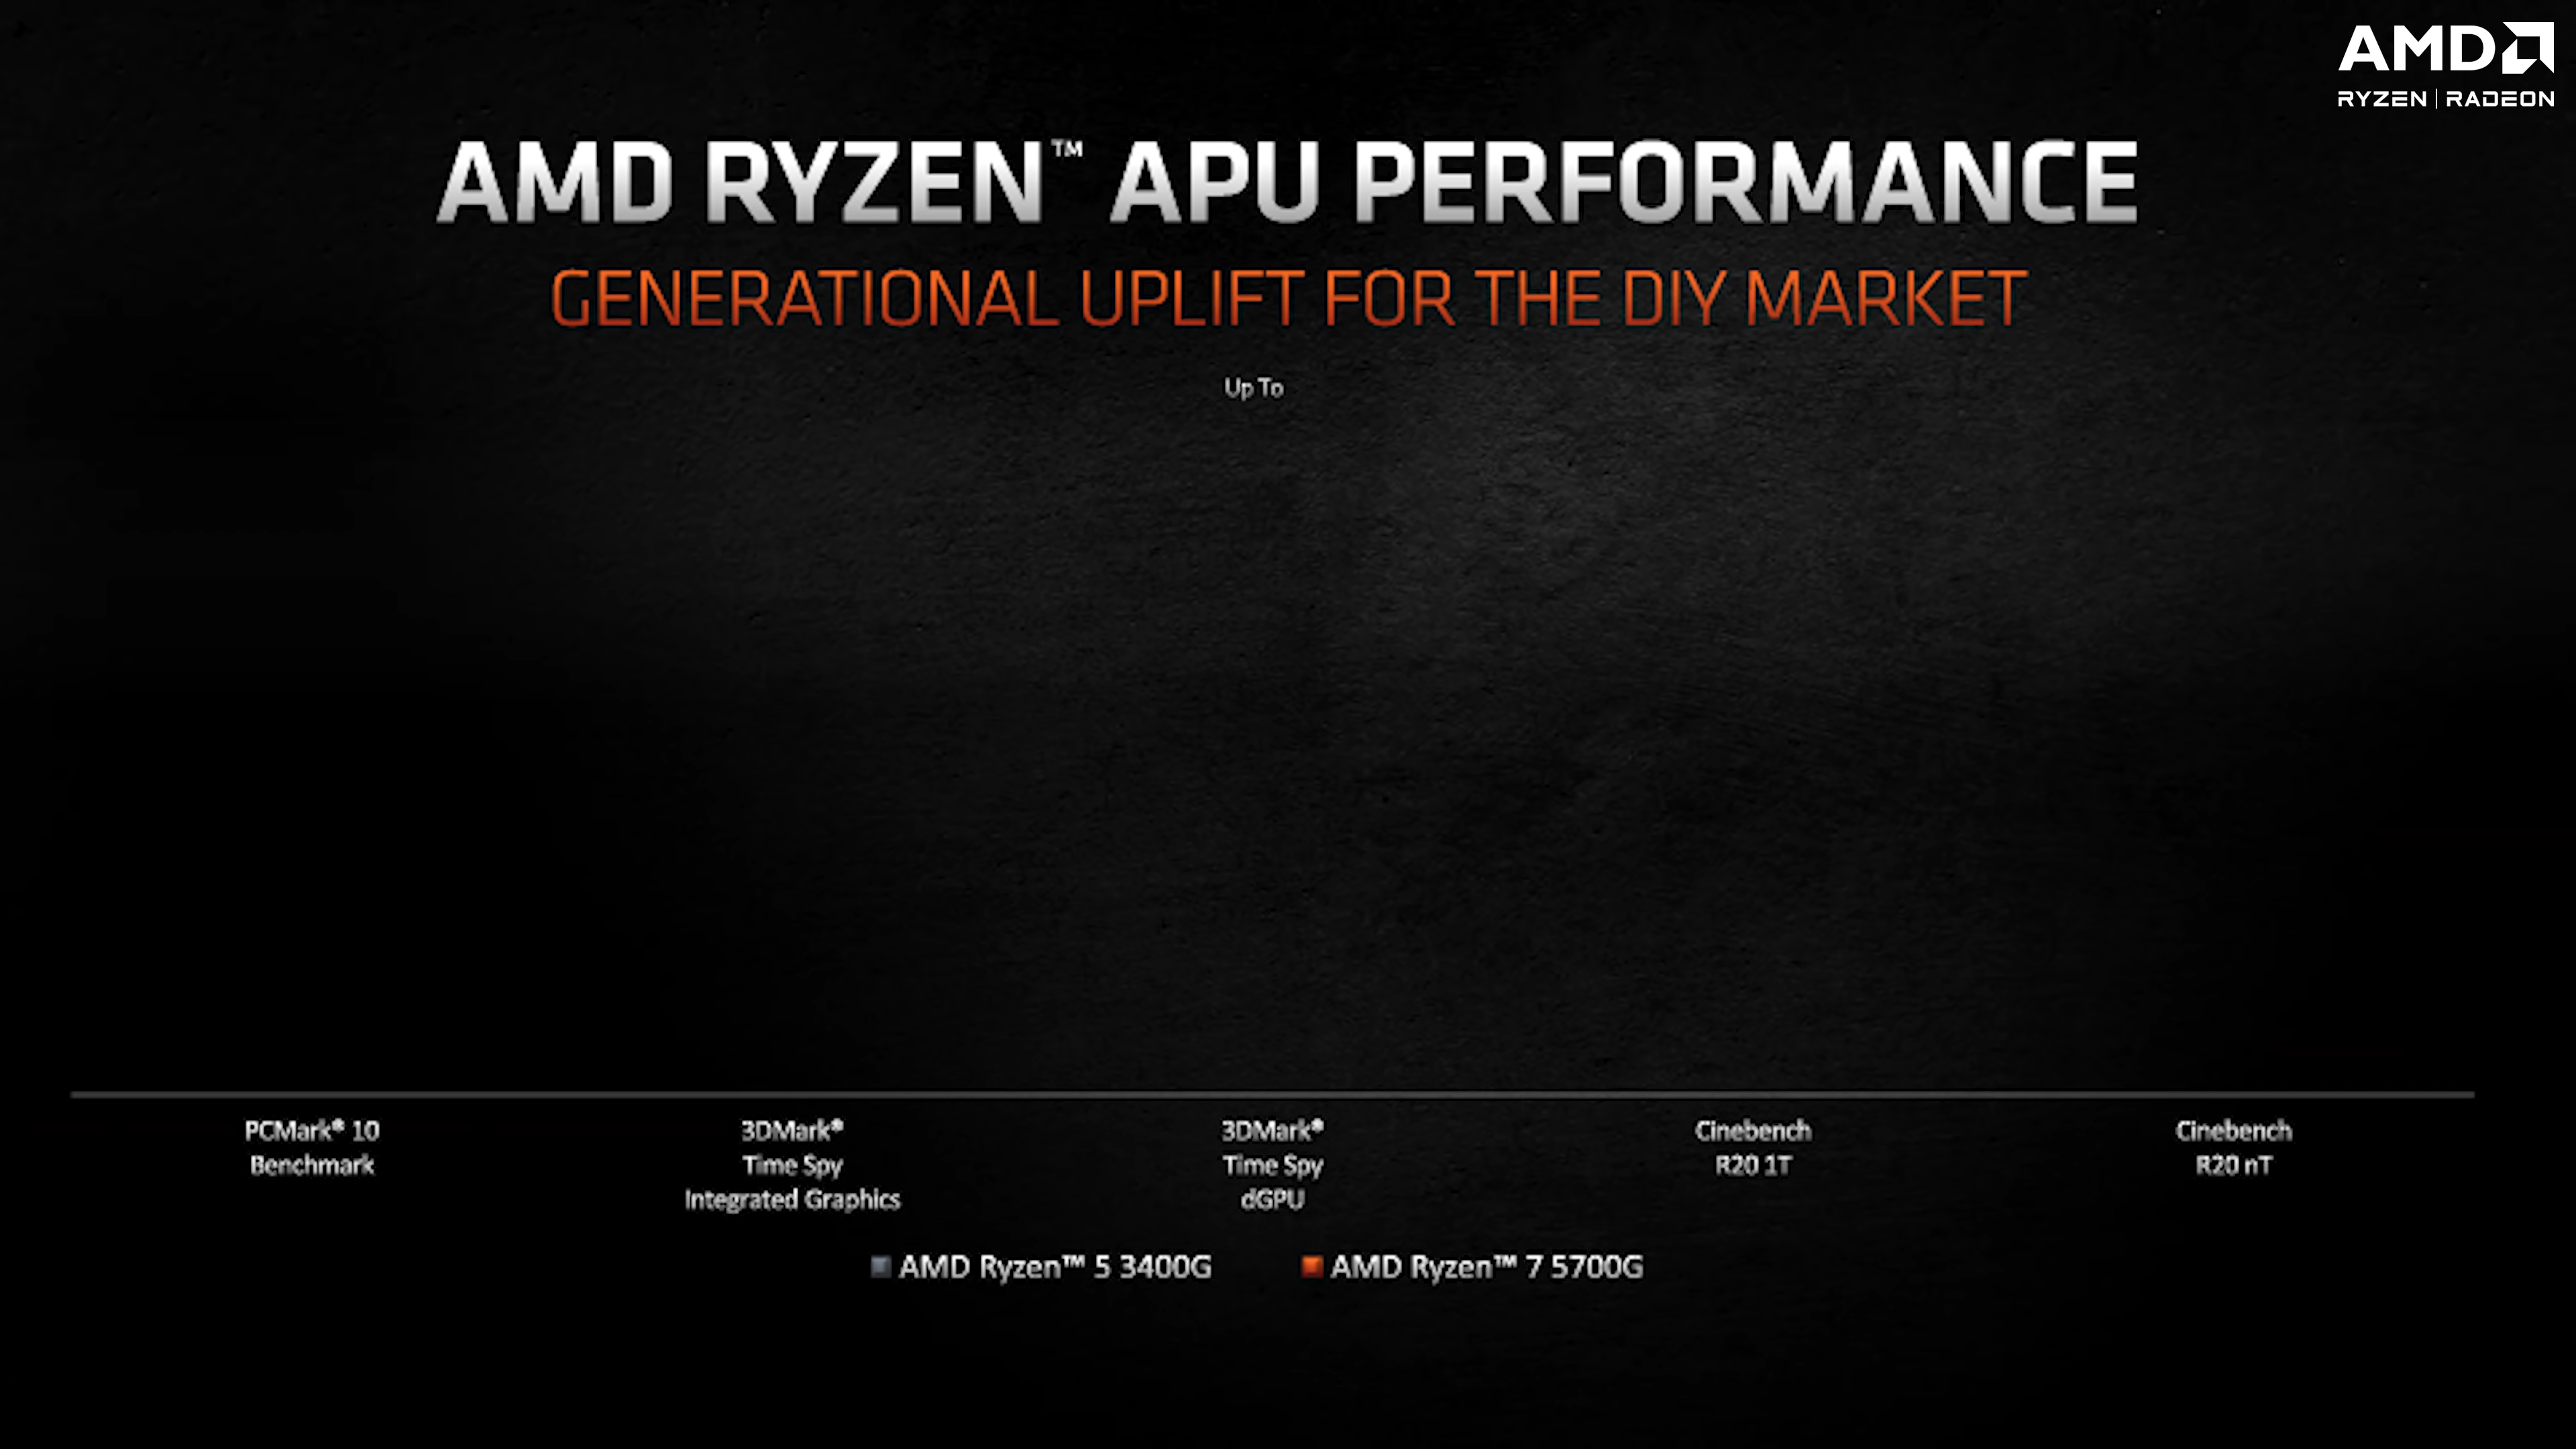 AMD
RYZEN | RADEON
AMD RYZEN™ APU PERFORMANCE
GENERATIONAL UPLIFT FOR THE DIY MARKET
Up To
PCMark® 10
Benchmark
3DMark®
Time Spy
Integrated Graphics
3DMark®
Time Spy
dGPU
Cinebench
R20 1T
Cinebench
R20 nT
AMD Ryzen™ 5 3400G
AMD Ryzen™ 7 5700G